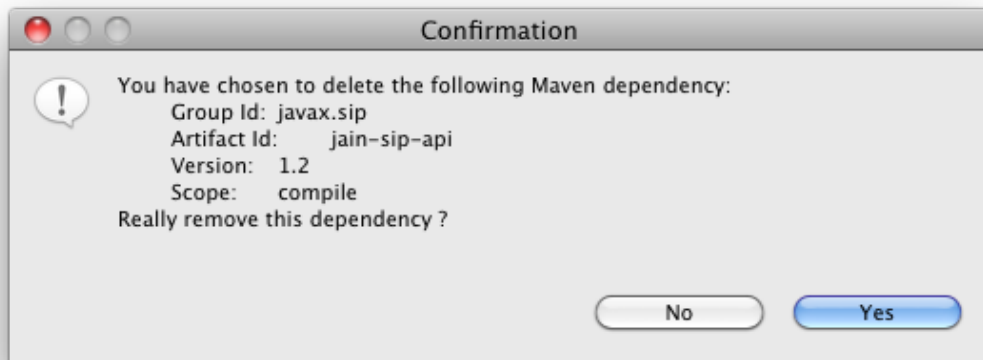 Confirmation
You have chosen to delete the following Maven dependency:
Group Id: javax.sip
Artifact Id: jain-sip-api
Version: 1.2
Scope: compile
Really remove this dependency ?
No Yes